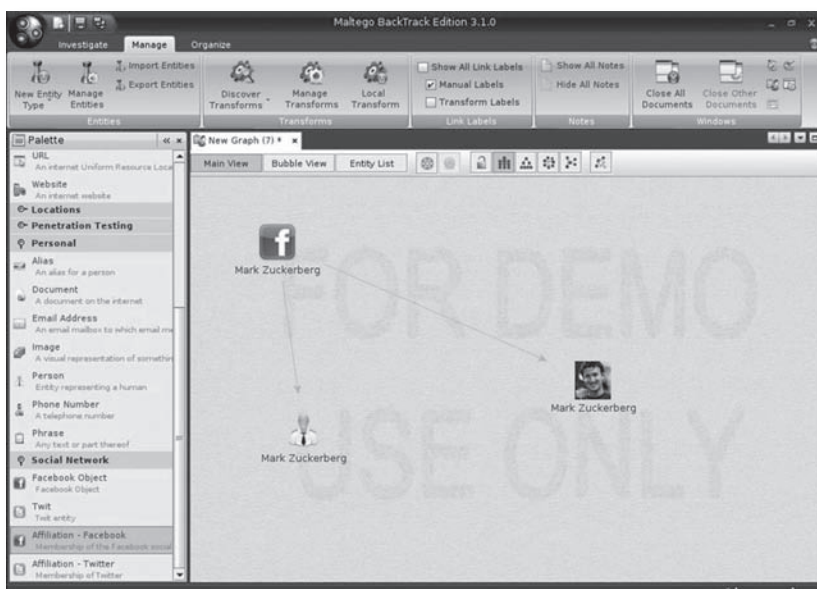 Maltego BackTrack Edition 3.1.0
Investigate Manage Organize
New Entity Type
Manage Entities
Import Entities
Export Entities
Entities
Discover Transforms
Manage Transforms
Local Transform
Transforms
Show All Link Labels
Manual Labels
Transform Labels
Link Labels
Show All Notes
Hide All Notes
Notes
Close All Documents
Close Other Documents
Windows
Palette
URL
An internet Uniform Resource Loca
Website
An internet website
Locations
Penetration Testing
Personal
Alias
An alias for a person
Document
A document on the internet
Email Address
An email mailbox to which email me
Image
A visual representation of somethin
Person
Entity representing a human
Phone Number
A telephone number
Phrase
Any text or part thereof
Social Network
Facebook Object
Facebook Object
Twit
Twit entity
Affiliation - Facebook
Membership of the Facebook social
Affiliation - Twitter
Membership of Twitter
New Graph (7) *
Main View Bubble View Entity List
FOR DEMO
USE ONLY
f
Mark Zuckerberg
Mark Zuckerberg
Mark Zuckerberg